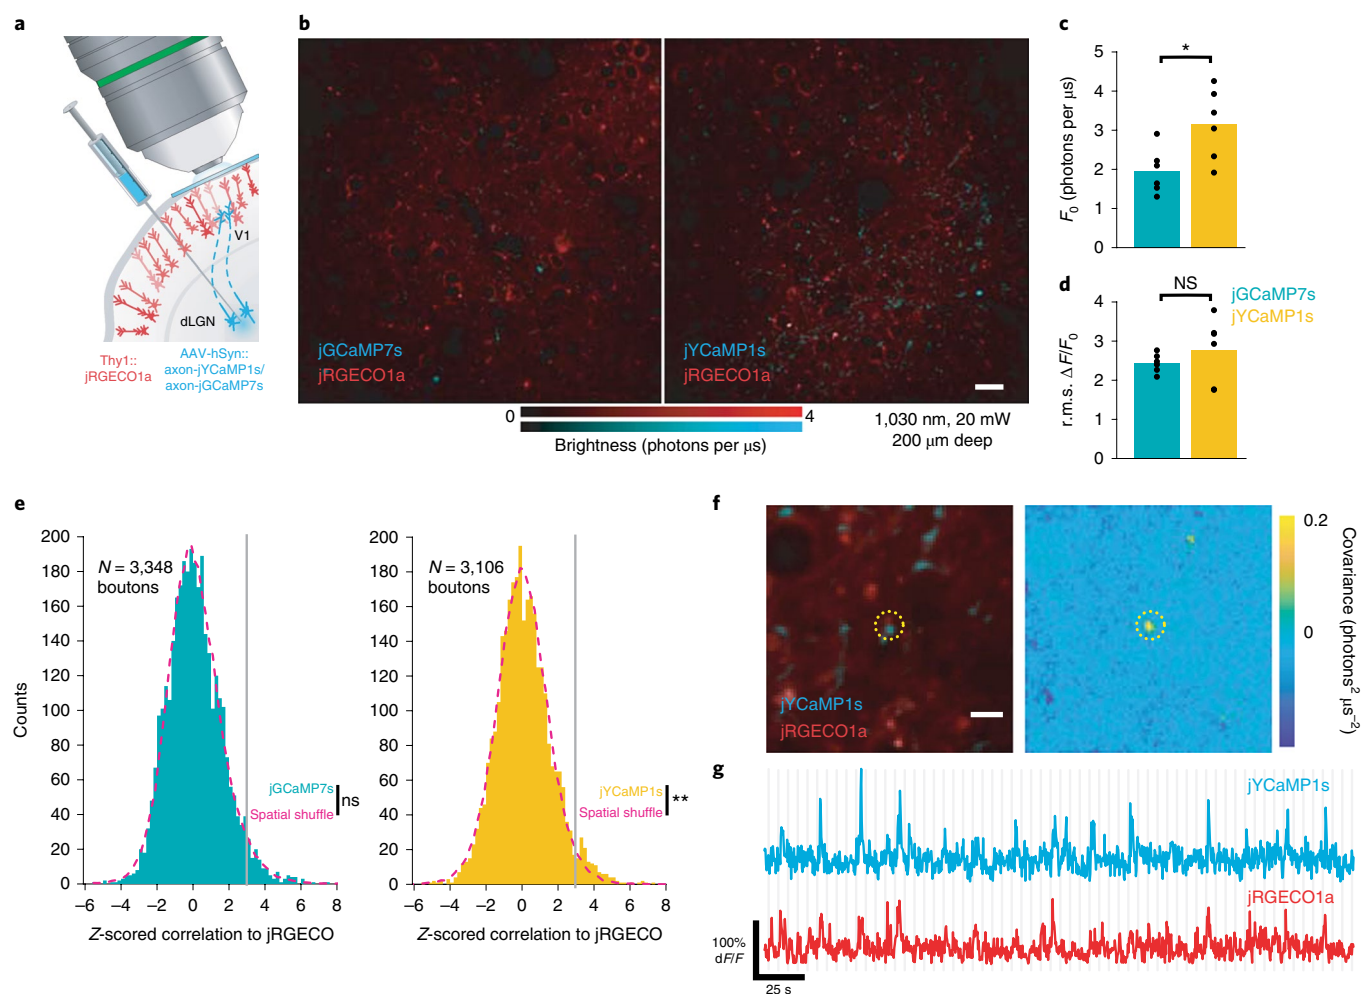 a
V1
dLGN
Thy1::
jRGECO1a
AAV-hSyn::
axon-jYCaMP1s/
axon-jGCaMP7s
b
jGCaMP7s
jRGECO1a
jYCaMP1s
jRGECO1a
0
4
Brightness (photons per μs)
1,030 nm, 20 mW
200 μm deep
c
5
4
3
2
1
0
F0 (photons per μs)
*
d
4
3
2
1
0
r.m.s. ΔF/F0
NS
jGCaMP7s
jYCaMP1s
e
200
180
160
140
120
100
80
60
40
20
0
Counts
N = 3,348
boutons
jGCaMP7s
Spatial shuffle
ns
−6 −4 −2 0 2 4 6 8
Z-scored correlation to jRGECO
200
180
160
140
120
100
80
60
40
20
0
N = 3,106
boutons
jYCaMP1s
Spatial shuffle
**
−6 −4 −2 0 2 4 6 8
Z-scored correlation to jRGECO
f
jYCaMP1s
jRGECO1a
0.2
0
Covariance (photons² μs⁻²)
g
jYCaMP1s
jRGECO1a
100%
dF/F
25 s